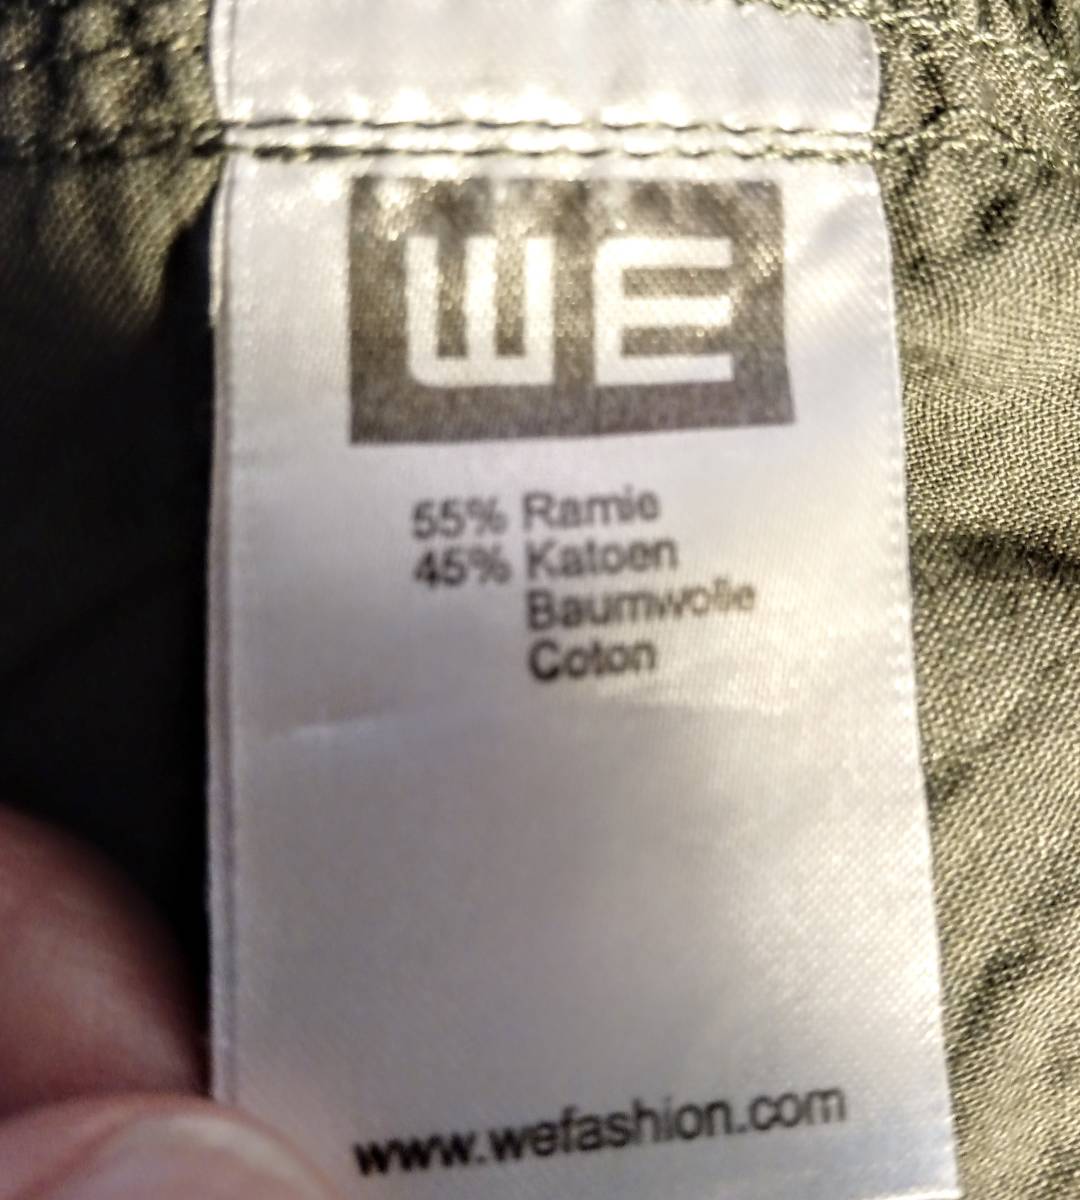 WE
55% Ramie
45% Katoen
Baumwolle
Coton
www.wefashion.com